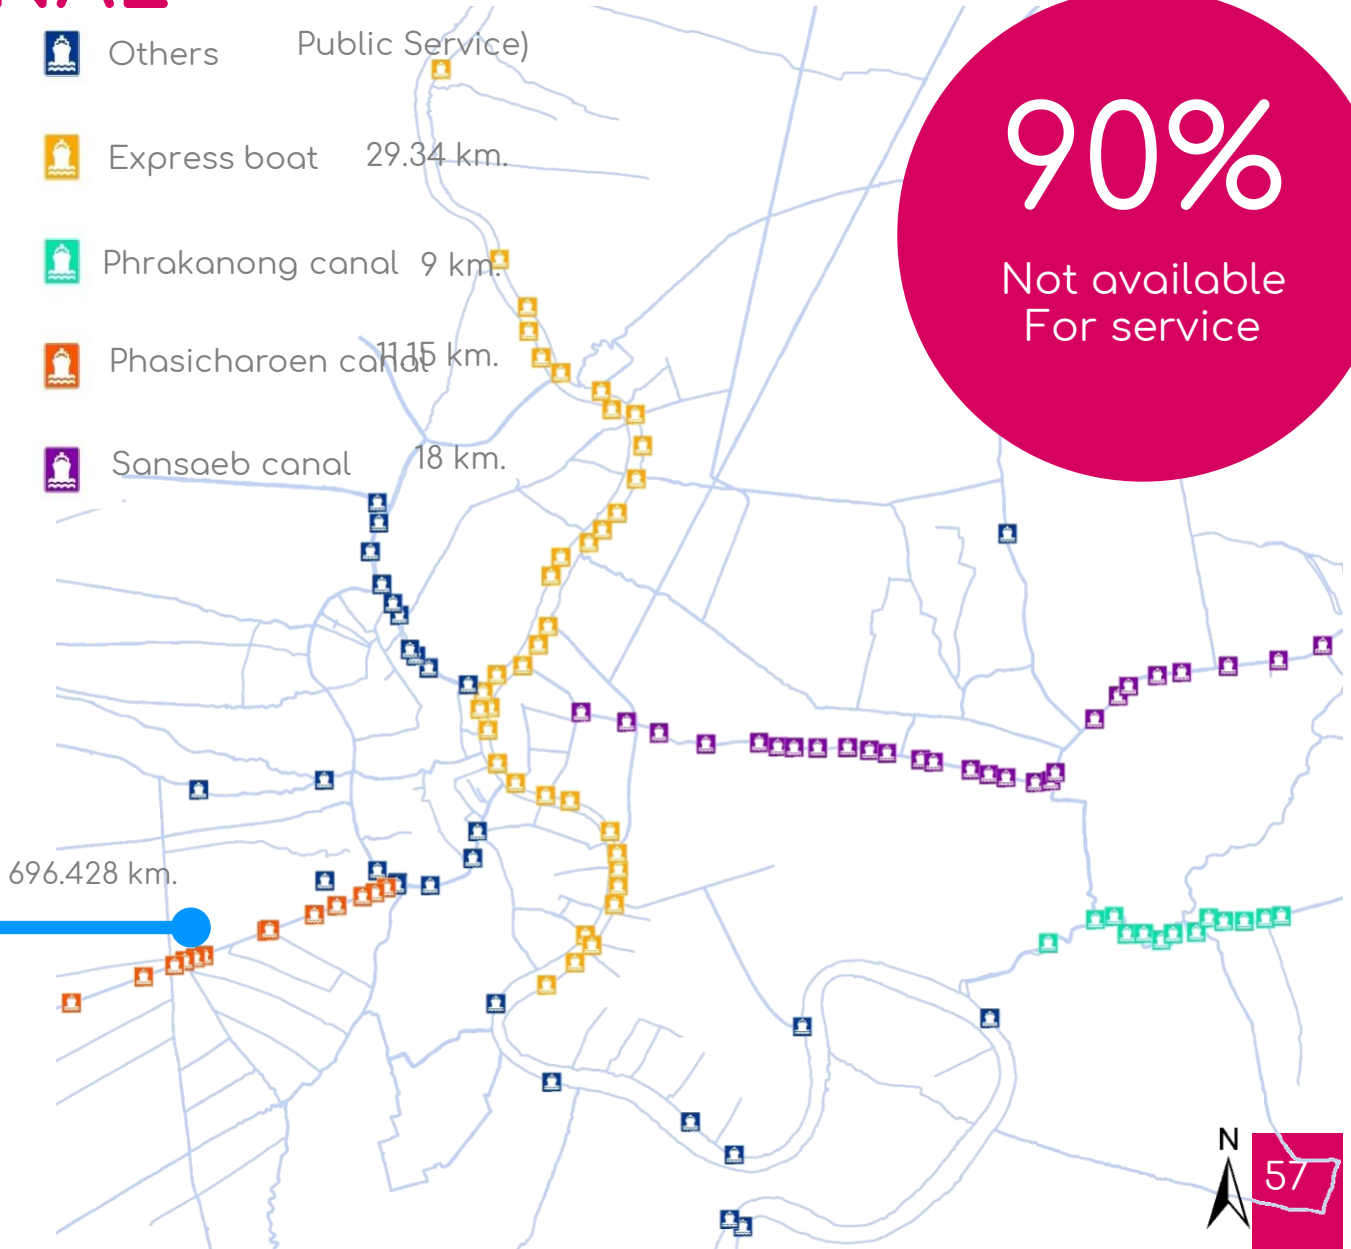 Others Public Service)
Express boat 29.34 km.
Phrakanong canal 9 km.
Phasicharoen canal 11.15 km.
Sansaeb canal 18 km.
90%
Not available
For service
696.428 km.
N
57